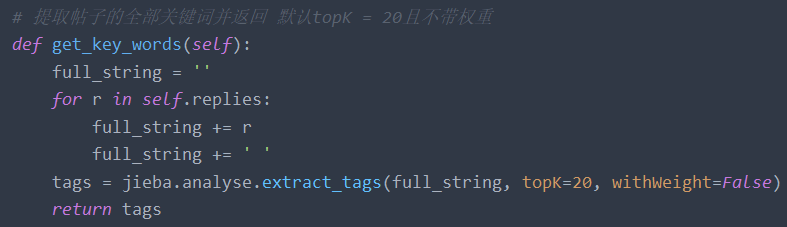 # 提取帖子的全部关键词并返回 默认topK = 20且不带权重
def get_key_words(self):
    full_string = ''
    for r in self.replies:
        full_string += r
        full_string += ' '
    tags = jieba.analyse.extract_tags(full_string, topK=20, withWeight=False)
    return tags